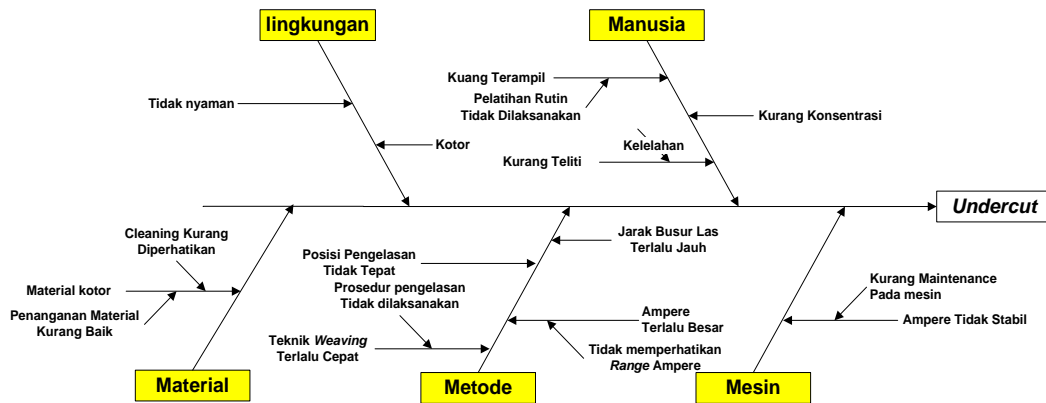 lingkungan
Manusia
Kuang Terampil
Pelatihan Rutin
Tidak Dilaksanakan
Tidak nyaman
Kurang Konsentrasi
Kotor
Kelelahan
Kurang Teliti
Undercut
Cleaning Kurang
Diperhatikan
Jarak Busur Las
Terlalu Jauh
Posisi Pengelasan
Tidak Tepat
Prosedur pengelasan
Tidak dilaksanakan
Kurang Maintenance
Pada mesin
Material kotor
Penanganan Material
Kurang Baik
Ampere
Terlalu Besar
Ampere Tidak Stabil
Teknik Weaving
Terlalu Cepat
Tidak memperhatikan
Range Ampere
Material
Metode
Mesin